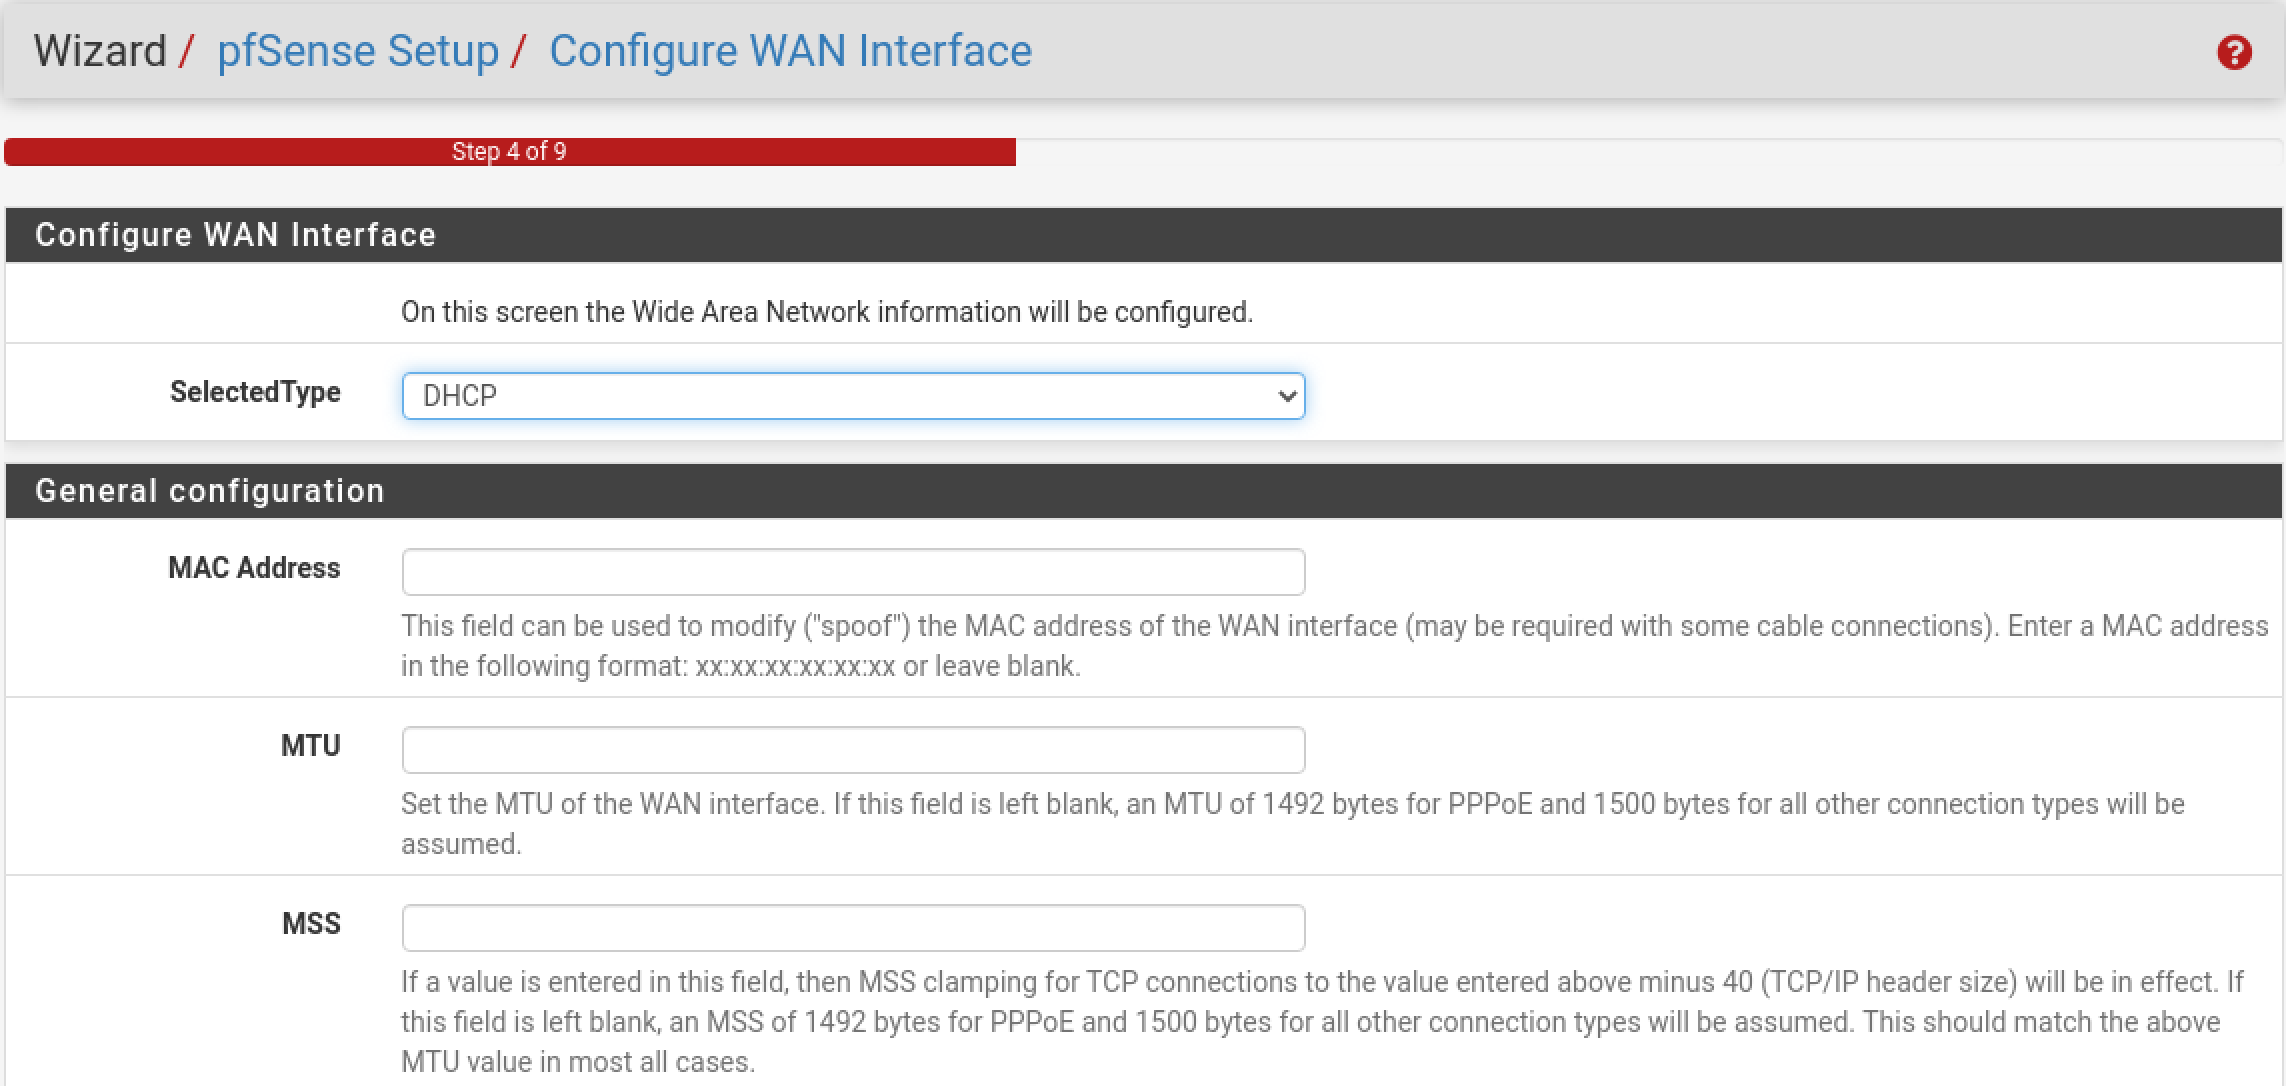 Wizard / pfSense Setup / Configure WAN Interface
Step 4 of 9
Configure WAN Interface
On this screen the Wide Area Network information will be configured.
SelectedType DHCP
General configuration
MAC Address
This field can be used to modify ("spoof") the MAC address of the WAN interface (may be required with some cable connections). Enter a MAC address
in the following format: xx:xx:xx:xx:xx:xx or leave blank.
MTU
Set the MTU of the WAN interface. If this field is left blank, an MTU of 1492 bytes for PPPoE and 1500 bytes for all other connection types will be
assumed.
MSS
If a value is entered in this field, then MSS clamping for TCP connections to the value entered above minus 40 (TCP/IP header size) will be in effect. If
this field is left blank, an MSS of 1492 bytes for PPPoE and 1500 bytes for all other connection types will be assumed. This should match the above
MTU value in most all cases.